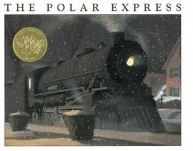 THE POLAR EXPRESS